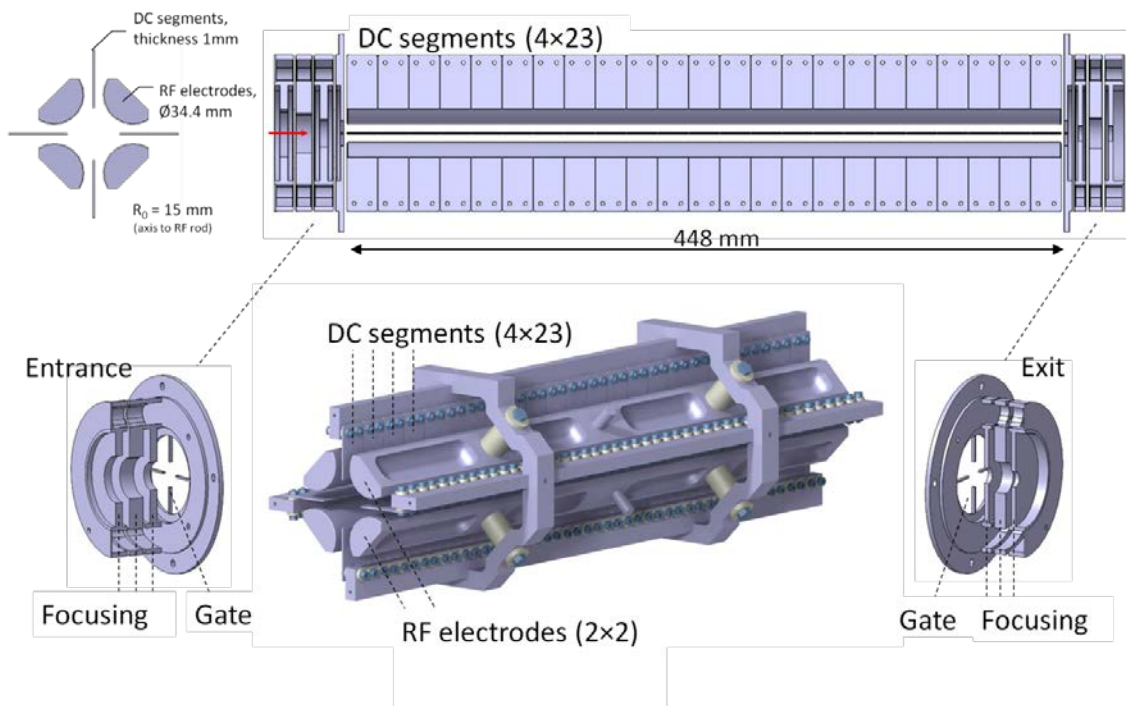 DC segments,
thickness 1mm
RF electrodes,
Ø34.4 mm
R₀ = 15 mm
(axis to RF rod)
DC segments (4×23)
448 mm
Entrance
DC segments (4×23)
Exit
Focusing
Gate
RF electrodes (2×2)
Gate
Focusing